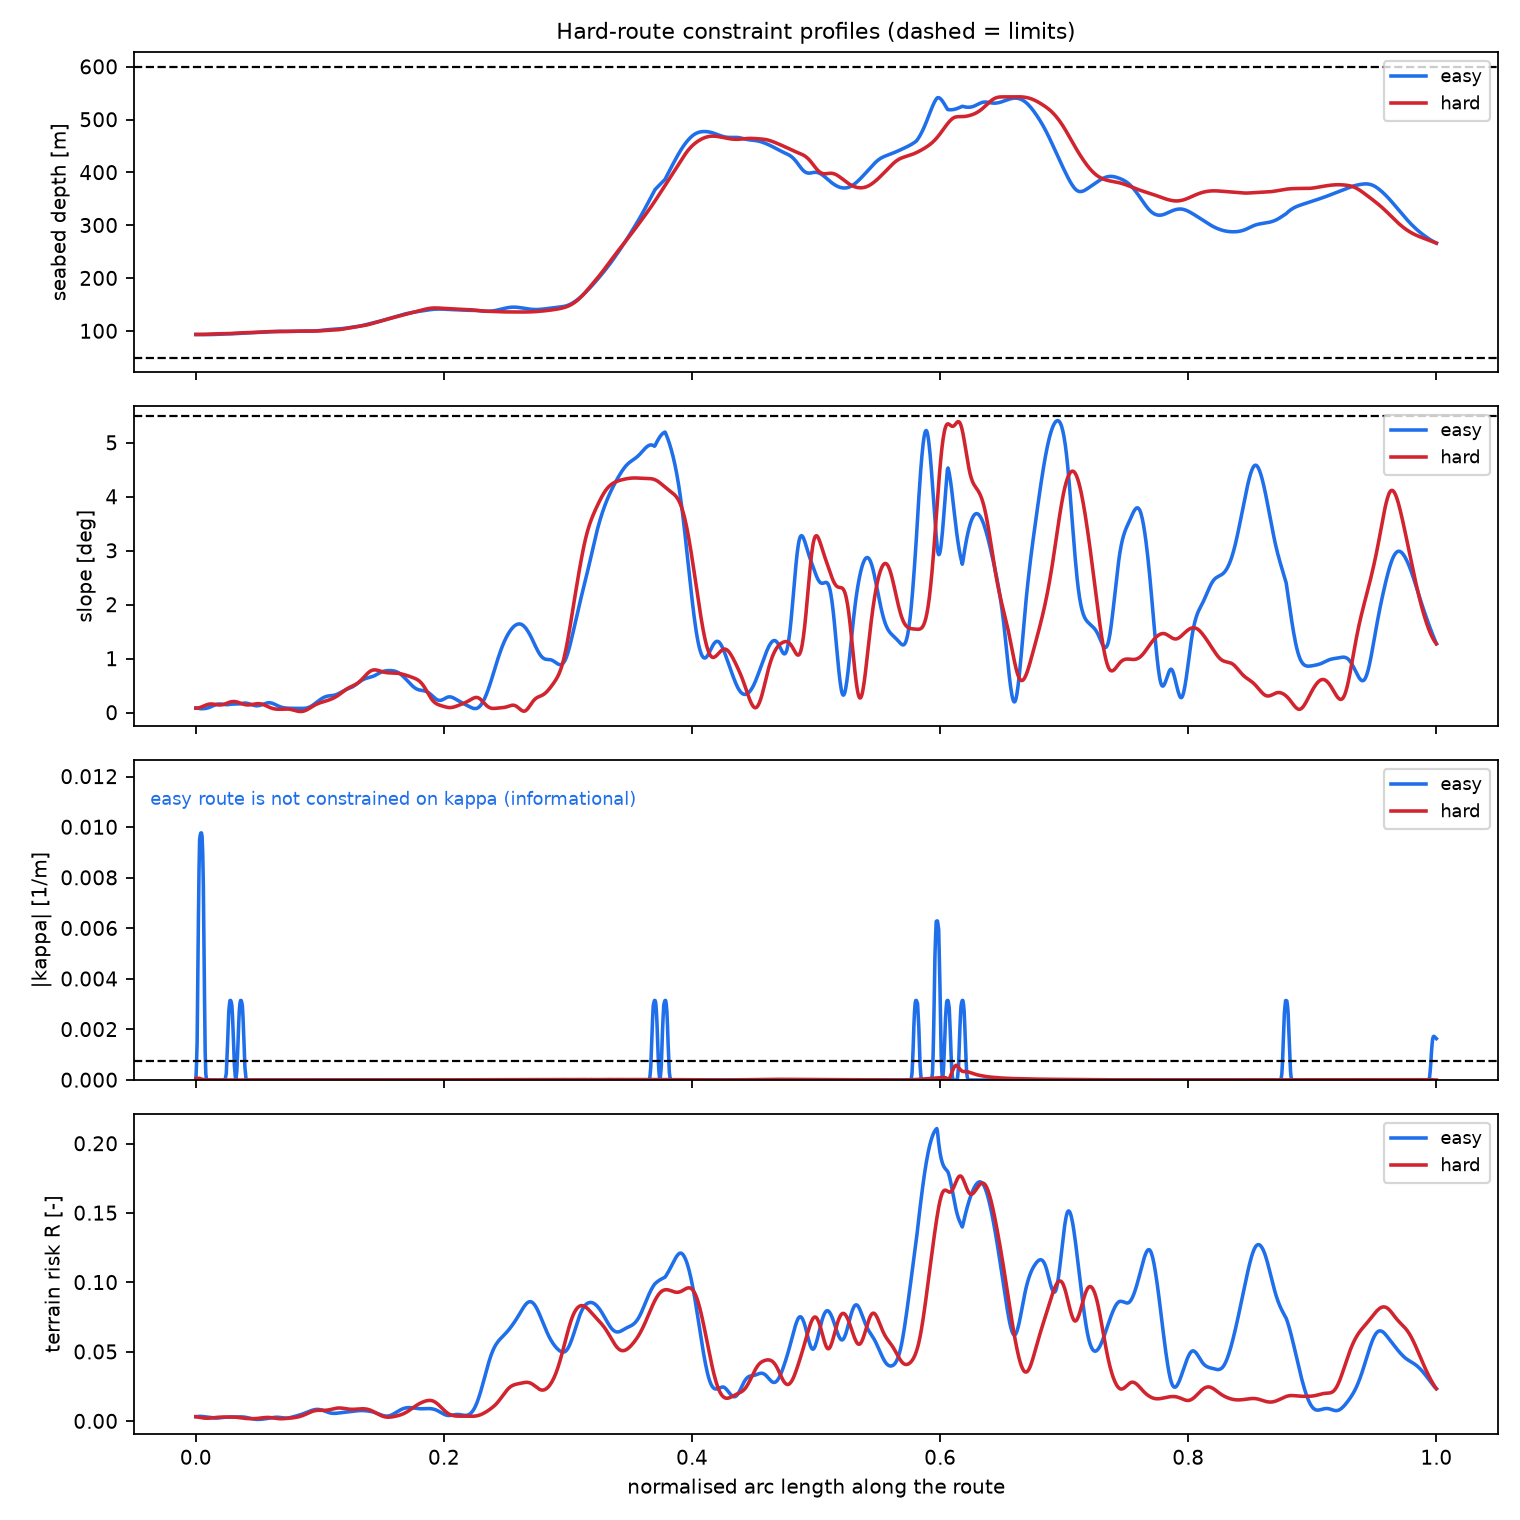 Hard-route constraint profiles (dashed = limits)
seabed depth [m]
600
500
400
300
200
100
easy
hard
slope [deg]
5
4
3
2
1
0
easy
hard
|kappa| [1/m]
0.012
0.010
0.008
0.006
0.004
0.002
0.000
easy route is not constrained on kappa (informational)
easy
hard
terrain risk R [-]
0.20
0.15
0.10
0.05
0.00
easy
hard
0.0 0.2 0.4 0.6 0.8 1.0
normalised arc length along the route